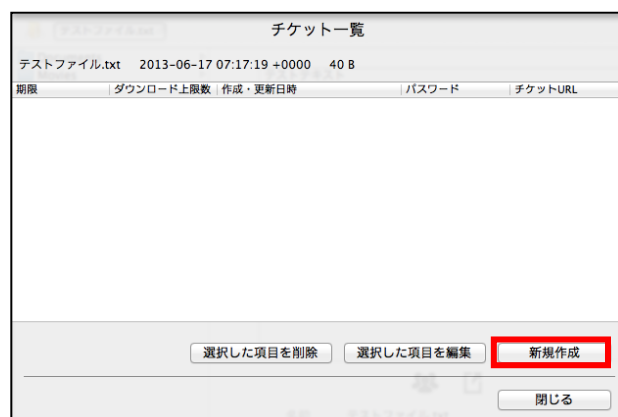 チケット一覧
テストファイル.txt 2013-06-17 07:17:19 +0000 40 B
期限 ダウンロード上限数 作成・更新日時 パスワード チケットURL
選択した項目を削除 選択した項目を編集 新規作成
閉じる